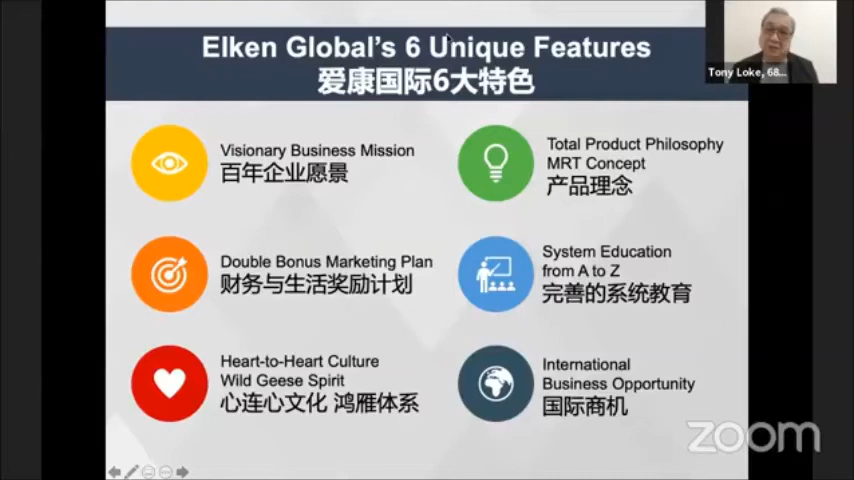 Elken Global's 6 Unique Features
爱康国际6大特色
Tony Loke, 68...
Visionary Business Mission
百年企业愿景
Total Product Philosophy
MRT Concept
产品理念
Double Bonus Marketing Plan
财务与生活奖励计划
System Education
from A to Z
完善的系统教育
Heart-to-Heart Culture
Wild Geese Spirit
心连心文化 鸿雁体系
International
Business Opportunity
国际商机
zoom